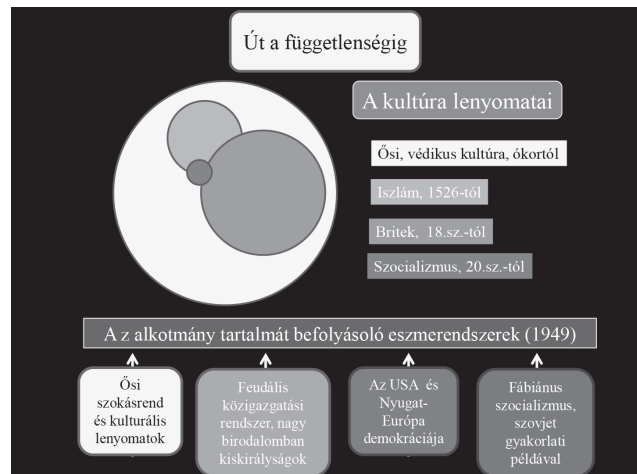 Út a függetlenségig
A kultúra lenyomatai
Ősi, védikus kultúra, ókortól
Iszlám, 1526-tól
Britek, 18.sz.-tól
Szocializmus, 20.sz.-tól
A z alkotmány tartalmát befolyásoló eszmerendszerek (1949)
Ősi
szokásrend
és kulturális
lenyomatok
Feudális
közigazgatási
rendszer, nagy
birodalomban
kiskirályságok
Az USA és
Nyugat-
Európa
demokráciája
Fábiánus
szocializmus,
szovjet
gyakorlati
példával